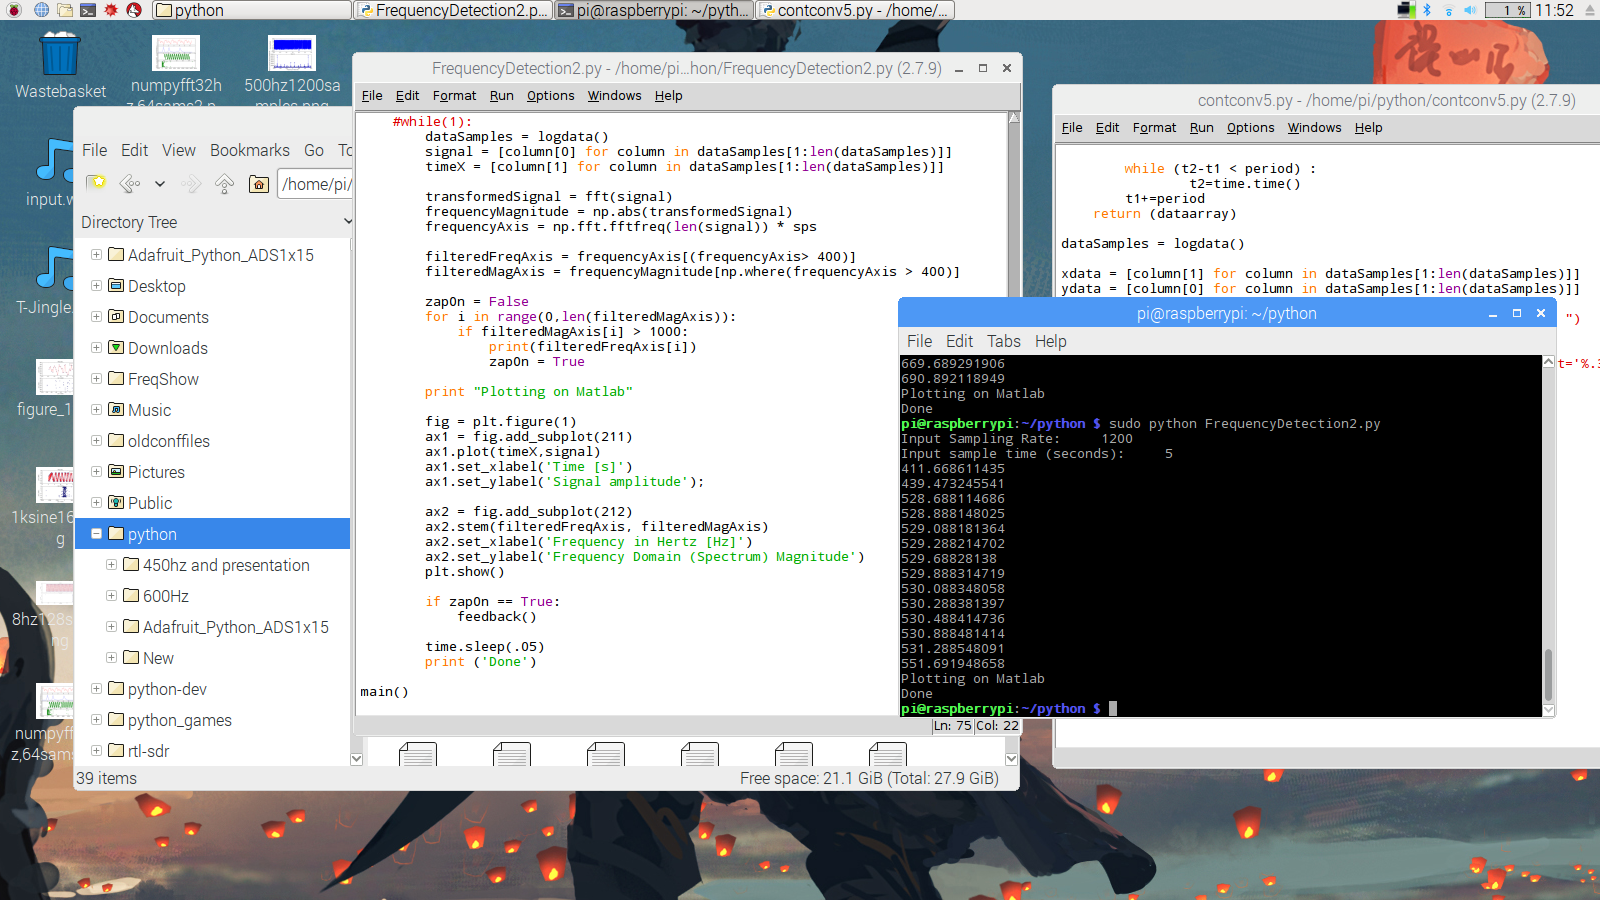 python
FrequencyDetection2.p...
pi@raspberrypi: ~/pyth...
contconv5.py - /home/...
1 %
11:52
Wastebasket
numpyfft32h
z,64sams2.p
500hz1200sa
mples.png
input.w
T-Jingle.
figure_1
1ksine16
g
8hz128s
ng
numpyff
z,64sams
File Edit View Bookmarks Go To
/home/pi/
Directory Tree
Adafruit_Python_ADS1x15
Desktop
Documents
Downloads
FreqShow
Music
oldconffiles
Pictures
Public
python
450hz and presentation
600Hz
Adafruit_Python_ADS1x15
New
python-dev
python_games
rtl-sdr
39 items
Free space: 21.1 GiB (Total: 27.9 GiB)
FrequencyDetection2.py - /home/pi...hon/FrequencyDetection2.py (2.7.9)
File Edit Format Run Options Windows Help
#while(1):
dataSamples = logdata()
signal = [column[0] for column in dataSamples[1:len(dataSamples)]]
timeX = [column[1] for column in dataSamples[1:len(dataSamples)]]
transformedSignal = fft(signal)
frequencyMagnitude = np.abs(transformedSignal)
frequencyAxis = np.fft.fftfreq(len(signal)) * sps
filteredFreqAxis = frequencyAxis[(frequencyAxis> 400)]
filteredMagAxis = frequencyMagnitude[np.where(frequencyAxis > 400)]
zapOn = False
for i in range(0,len(filteredMagAxis)):
if filteredMagAxis[i] > 1000:
print(filteredFreqAxis[i])
zapOn = True
print "Plotting on Matlab"
fig = plt.figure(1)
ax1 = fig.add_subplot(211)
ax1.plot(timeX,signal)
ax1.set_xlabel('Time [s]')
ax1.set_ylabel('Signal amplitude');
ax2 = fig.add_subplot(212)
ax2.stem(filteredFreqAxis, filteredMagAxis)
ax2.set_xlabel('Frequency in Hertz [Hz]')
ax2.set_ylabel('Frequency Domain (Spectrum) Magnitude')
plt.show()
if zapOn == True:
feedback()
time.sleep(.05)
print ('Done')
main()
Ln: 75 Col: 22
contconv5.py - /home/pi/python/contconv5.py (2.7.9)
File Edit Format Run Options Windows Help
while (t2-t1 < period) :
t2=time.time()
t1+=period
return (dataarray)
dataSamples = logdata()
xdata = [column[1] for column in dataSamples[1:len(dataSamples)]]
ydata = [column[0] for column in dataSamples[1:len(dataSamples)]]
")
t='%.3
pi@raspberrypi: ~/python
File Edit Tabs Help
669.689291906
690.892118949
Plotting on Matlab
Done
pi@raspberrypi:~/python $ sudo python FrequencyDetection2.py
Input Sampling Rate: 1200
Input sample time (seconds): 5
411.668611435
439.473245541
528.688114686
528.888148025
529.088181364
529.288214702
529.68828138
529.888314719
530.088348058
530.288381397
530.488414736
530.888481414
531.288548091
551.691948658
Plotting on Matlab
Done
pi@raspberrypi:~/python $